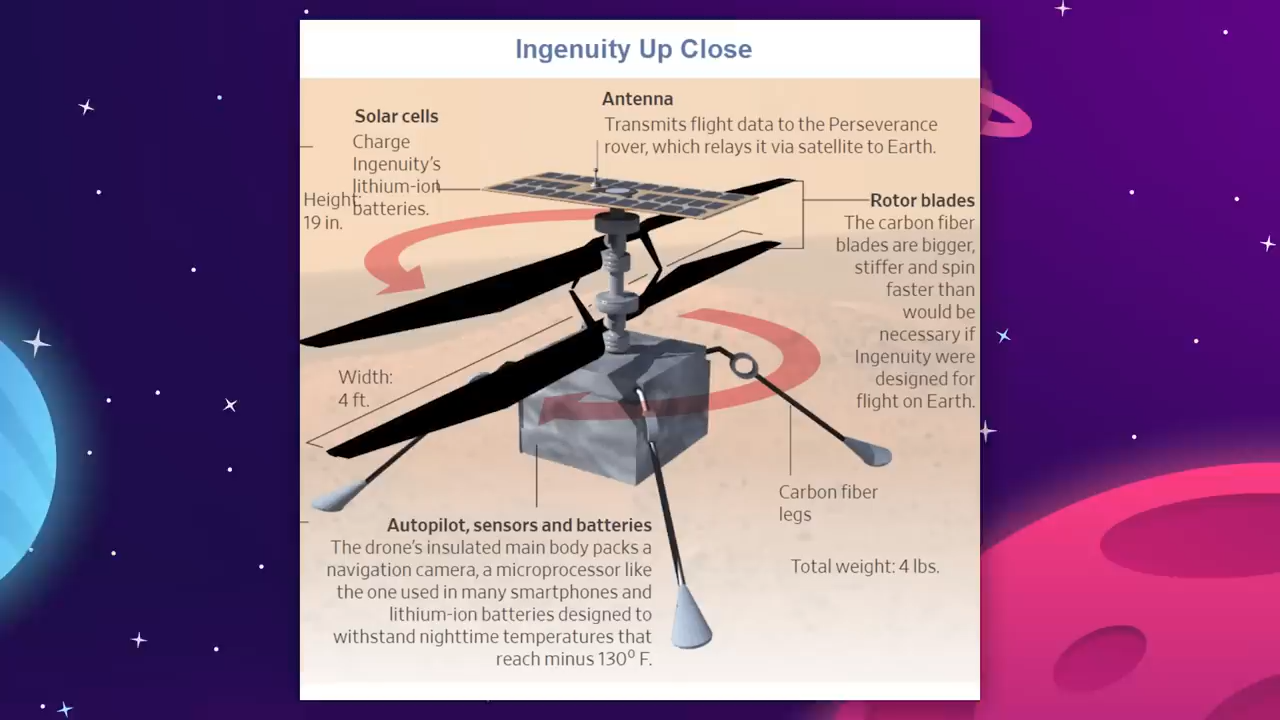 Ingenuity Up Close
Solar cells
Charge
Ingenuity's
lithium-ion
batteries.
Antenna
Transmits flight data to the Perseverance
rover, which relays it via satellite to Earth.
Height:
19 in.
Rotor blades
The carbon fiber
blades are bigger,
stiffer and spin
faster than
would be
necessary if
Ingenuity were
designed for
flight on Earth.
Width:
4 ft.
Carbon fiber
legs
Autopilot, sensors and batteries
The drone's insulated main body packs a
navigation camera, a microprocessor like
the one used in many smartphones and
lithium-ion batteries designed to
withstand nighttime temperatures that
reach minus 130⁰ F.
Total weight: 4 lbs.